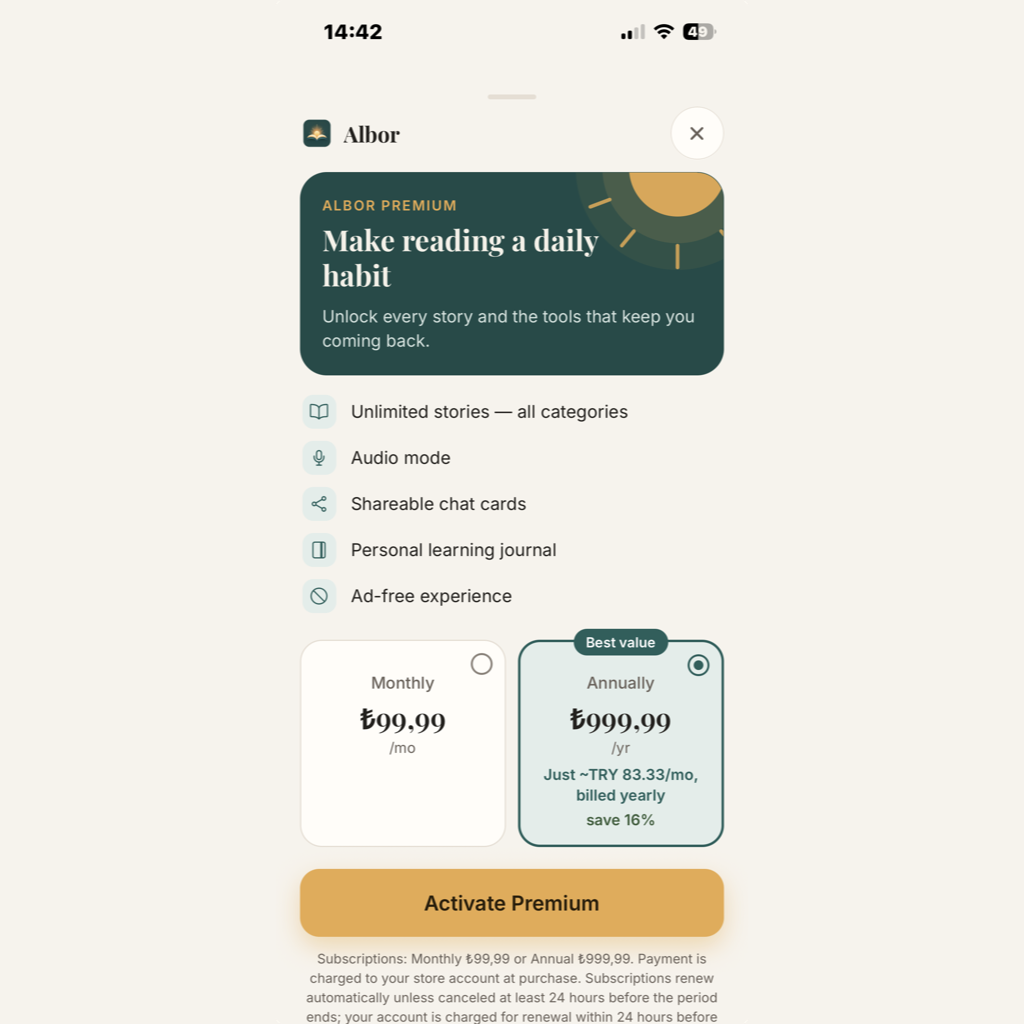 14:42
49
Albor
ALBOR PREMIUM
Make reading a daily
habit
Unlock every story and the tools that keep you
coming back.
Unlimited stories — all categories
Audio mode
Shareable chat cards
Personal learning journal
Ad-free experience
Best value
Monthly
₺99,99
/mo
Annually
₺999,99
/yr
Just ~TRY 83.33/mo,
billed yearly
save 16%
Activate Premium
Subscriptions: Monthly ₺99,99 or Annual ₺999,99. Payment is
charged to your store account at purchase. Subscriptions renew
automatically unless canceled at least 24 hours before the period
ends; your account is charged for renewal within 24 hours before